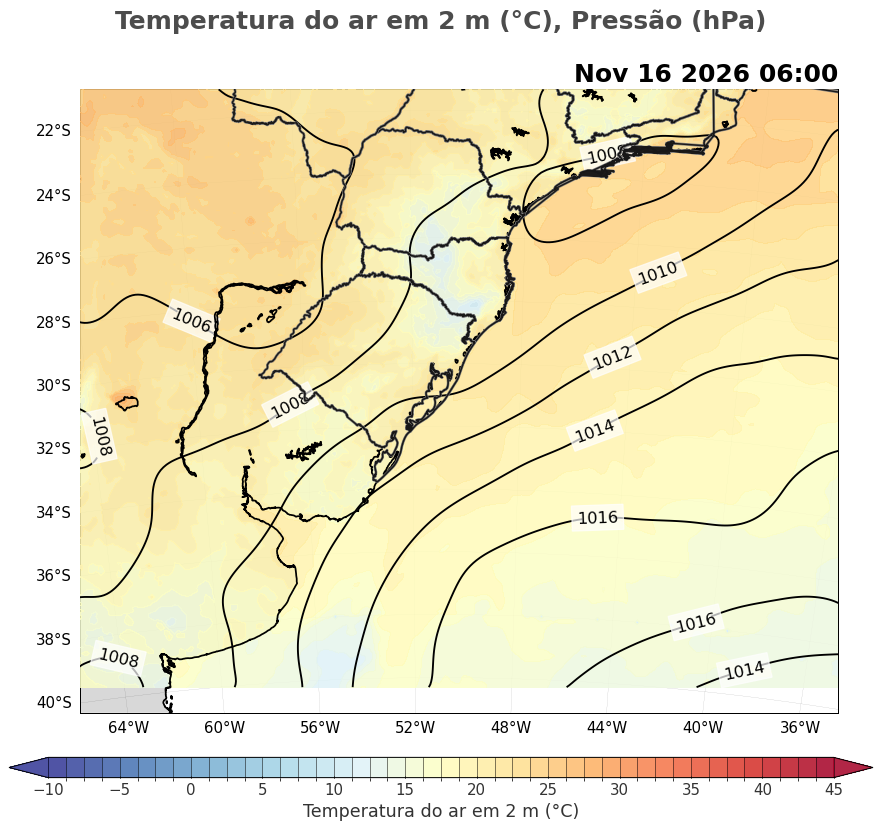 Temperatura do ar em 2 m (°C), Pressão (hPa)
Nov 16 2026 06:00
22°S
24°S
26°S
28°S
30°S
32°S
34°S
36°S
38°S
40°S
1008
1010
1006
1012
1008
1014
1008
1016
1016
1008
1014
64°W 60°W 56°W 52°W 48°W 44°W 40°W 36°W
−10 −5 0 5 10 15 20 25 30 35 40 45
Temperatura do ar em 2 m (°C)